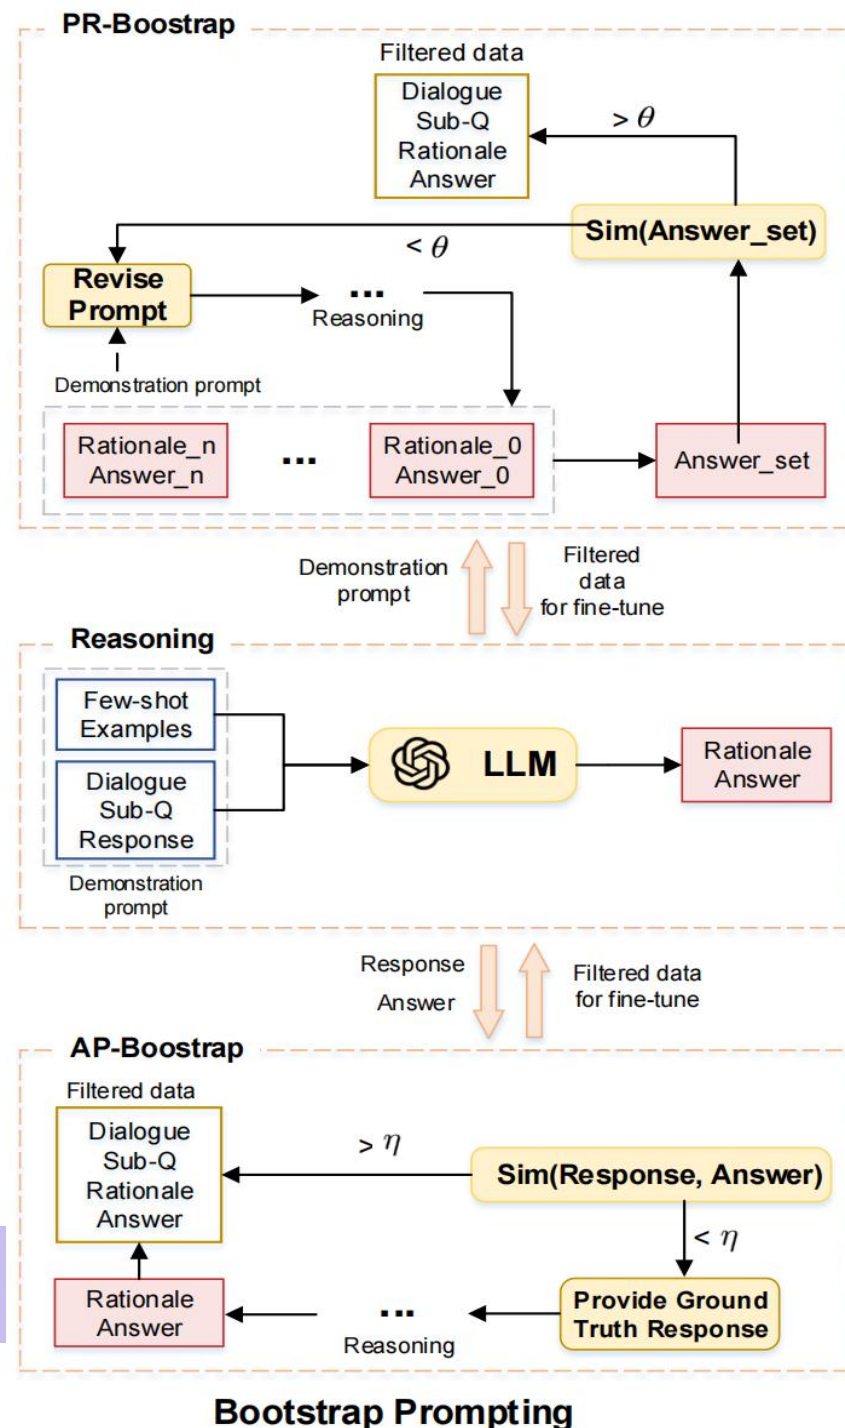 PR-Boostrap
Filtered data
Dialogue
Sub-Q
Rationale
Answer
> θ
Sim(Answer_set)
< θ
Revise
Prompt
...
Reasoning
Demonstration prompt
Rationale_n
Answer_n
...
Rationale_0
Answer_0
Answer_set
Demonstration
prompt
Filtered
data
for fine-tune
Reasoning
Few-shot
Examples
Dialogue
Sub-Q
Response
Demonstration
prompt
LLM
Rationale
Answer
Response
Answer
Filtered data
for fine-tune
AP-Boostrap
Filtered data
Dialogue
Sub-Q
Rationale
Answer
> η
Sim(Response, Answer)
< η
Provide Ground
Truth Response
...
Reasoning
Rationale
Answer
Bootstrap Prompting